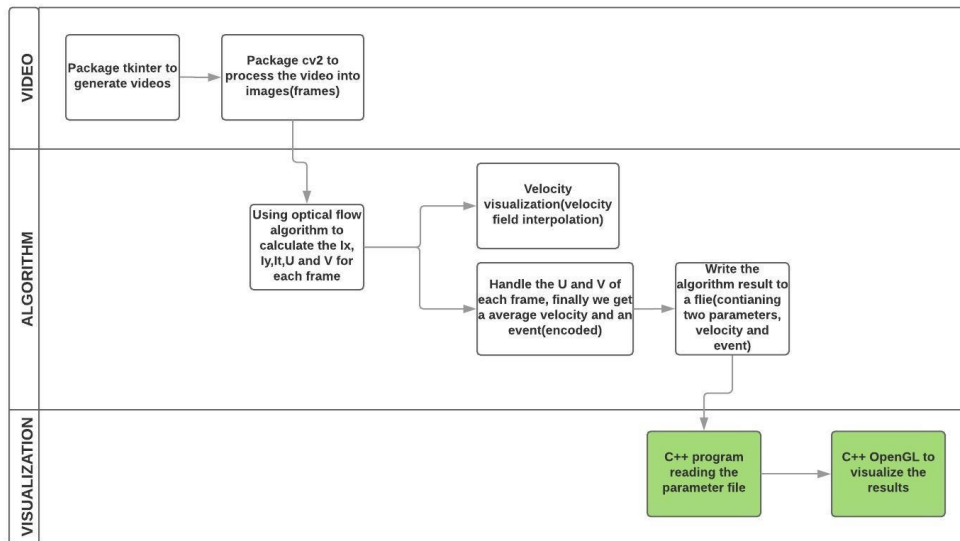 VIDEO
Package tkinter to
generate videos
Package cv2 to
process the video into
images(frames)
ALGORITHM
Using optical flow
algorithm to
calculate the Ix,
Iy,It,U and V for
each frame
Velocity
visualization(velocity
field interpolation)
Handle the U and V of
each frame, finally we get
a average velocity and an
event(encoded)
Write the
algorithm result to
a flie(contianing
two parameters,
velocity and
event)
VISUALIZATION
C++ program
reading the
parameter file
C++ OpenGL to
visualize the
results